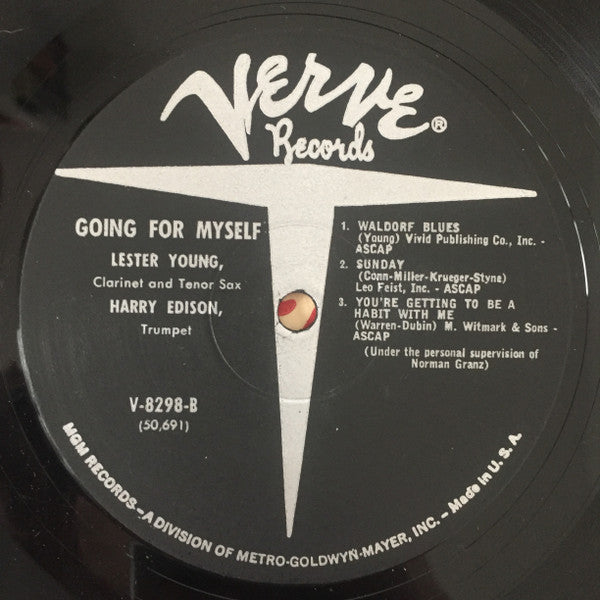 VERVE®
Records
GOING FOR MYSELF
LESTER YOUNG,
Clarinet and Tenor Sax
HARRY EDISON,
Trumpet
V-8298-B
(50,691)
1. WALDORF BLUES
(Young) Vivid Publishing Co., Inc. -
ASCAP
2. SUNDAY
(Conn-Miller-Krueger-Styne)
Leo Feist, Inc. - ASCAP
3. YOU'RE GETTING TO BE A
HABIT WITH ME
(Warren-Dubin) M. Witmark & Sons -
ASCAP
(Under the personal supervision of
Norman Granz)
MGM RECORDS - A DIVISION OF METRO-GOLDWYN-MAYER, INC. - Made in U.S.A.